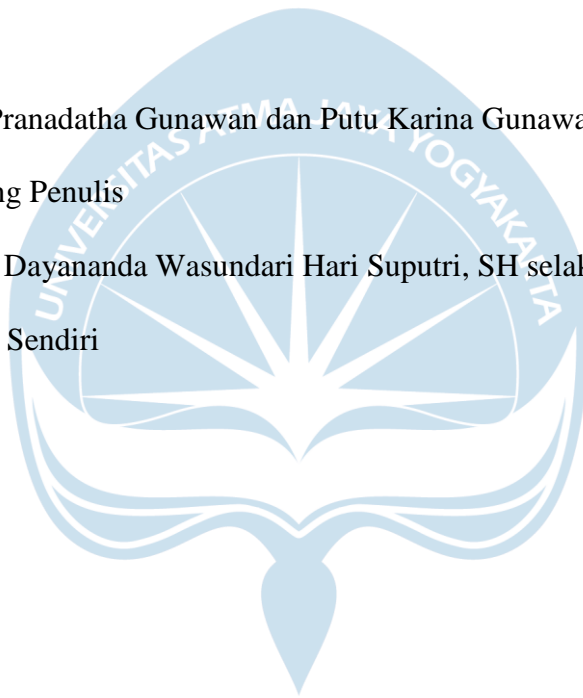 Pranadatha Gunawan dan Putu Karina Gunawa
ng Penulis
Dayananda Wasundari Hari Suputri, SH selak
Sendiri
UNIVERSITAS ATMA JAYA YOGYAKARTA